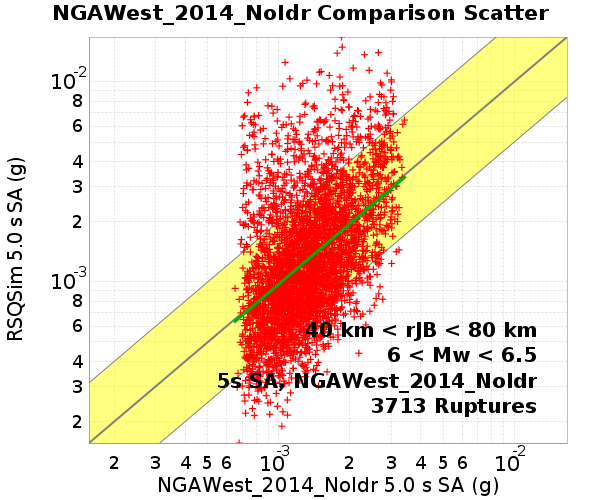 NGAWest_2014_NoIdr Comparison Scatter
RSQSim 5.0 s SA (g)
10-2
8
6
4
3
2
10-3
8
6
4
3
2
40 km < rJB < 80 km
6 < Mw < 6.5
5s SA, NGAWest_2014_NoIdr
3713 Ruptures
2 3 4 5 6 10-3 2 3 4 5 6 10-2
NGAWest_2014_NoIdr 5.0 s SA (g)